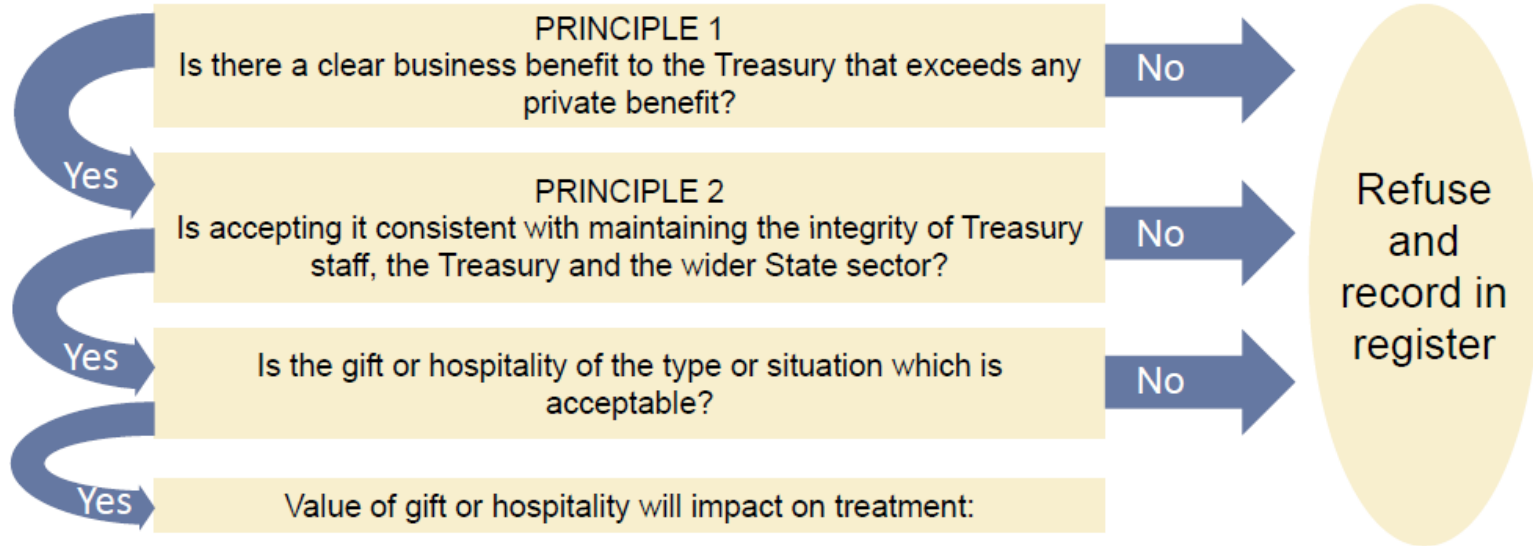 PRINCIPLE 1
Is there a clear business benefit to the Treasury that exceeds any
private benefit?
No
Yes
PRINCIPLE 2
Is accepting it consistent with maintaining the integrity of Treasury
staff, the Treasury and the wider State sector?
No
Yes
Is the gift or hospitality of the type or situation which is
acceptable?
No
Yes
Value of gift or hospitality will impact on treatment:
Refuse
and
record in
register